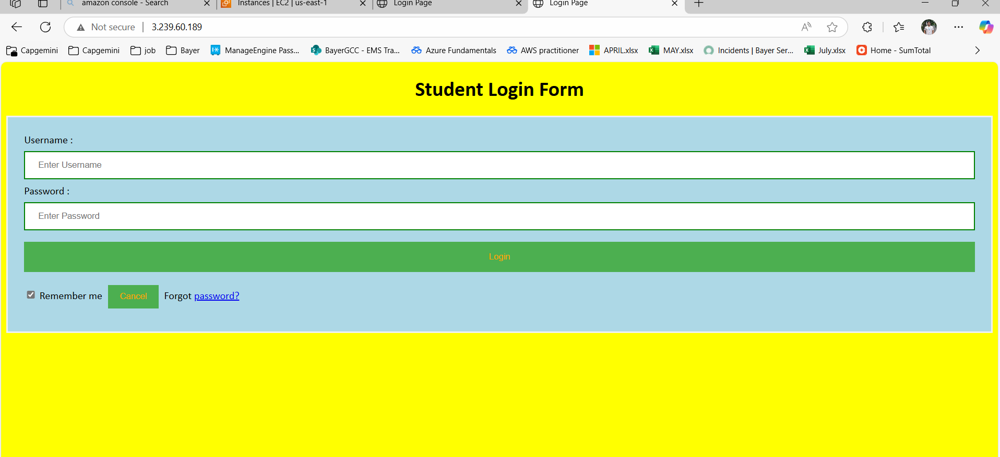 amazon console - Search
Instances | EC2 | us-east-1
Login Page
Login Page
Not secure
3.239.60.189
Capgemini
Capgemini
job
Bayer
ManageEngine Pass...
BayerGCC - EMS Tra...
Azure Fundamentals
AWS practitioner
APRIL.xlsx
MAY.xlsx
Incidents | Bayer Ser...
July.xlsx
Home - SumTotal
Student Login Form
Username :
Enter Username
Password :
Enter Password
Login
Remember me Cancel Forgot password?